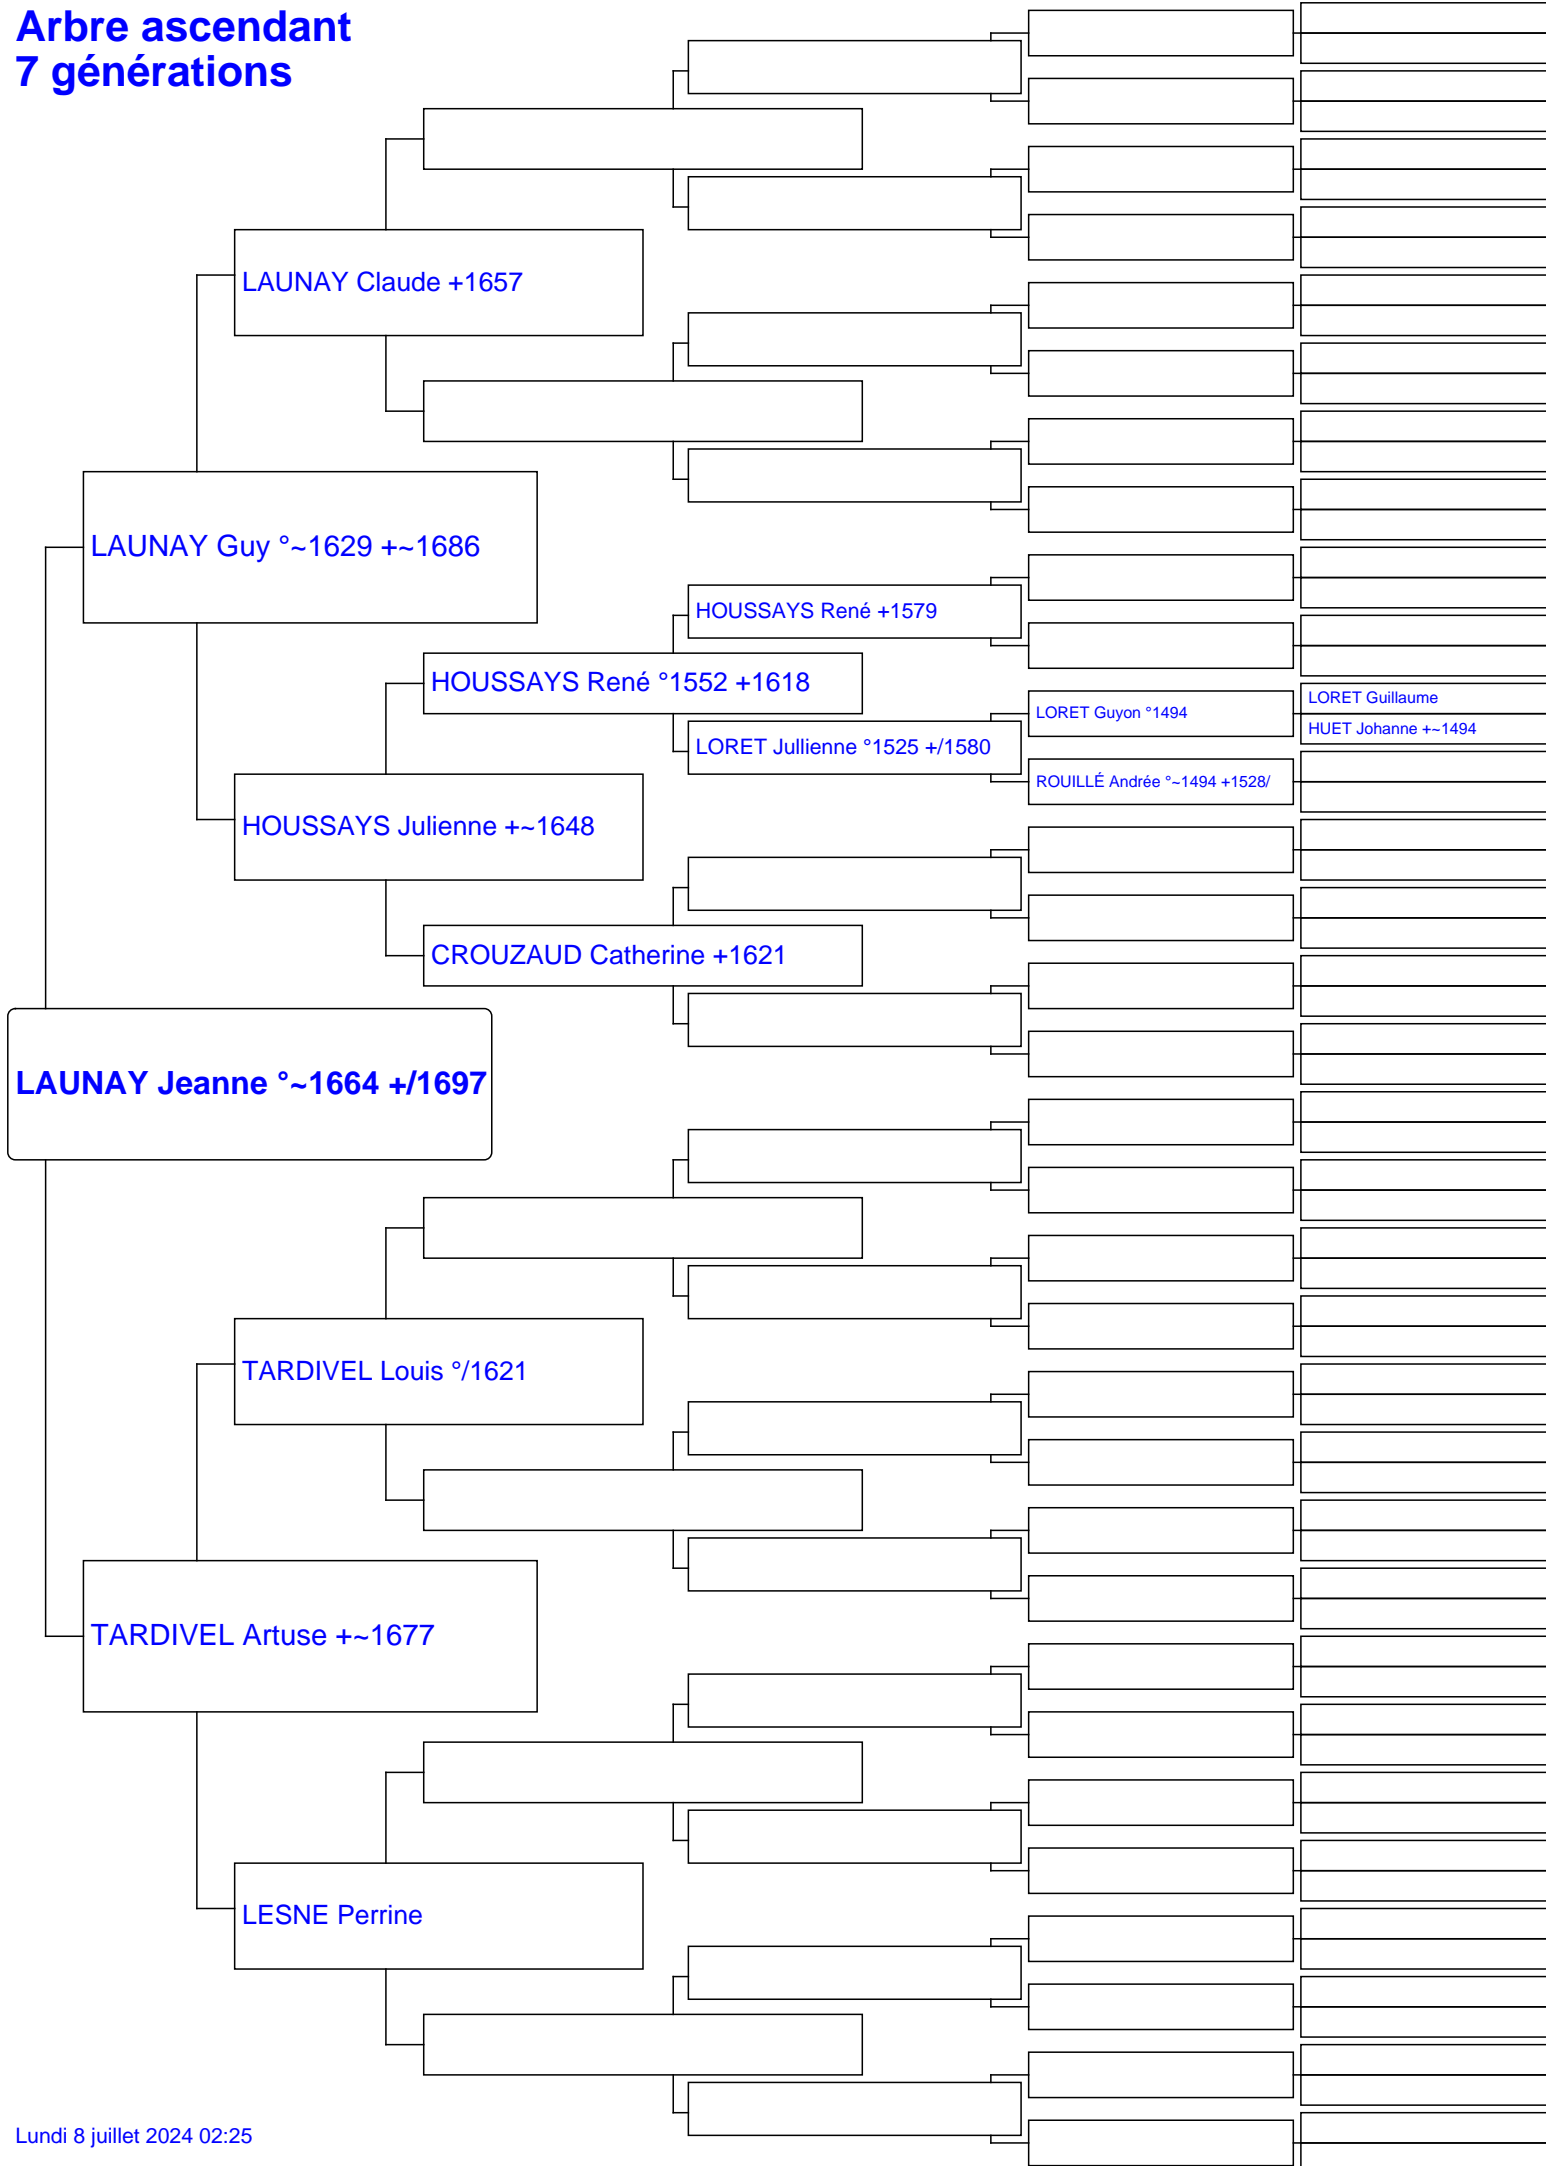 Arbre ascendant
7 générations
LAUNAY Claude +1657
LAUNAY Guy °~1629 +~1686
HOUSSAYS René +1579
HOUSSAYS René °1552 +1618
LORET Guyon °1494
LORET Guillaume
HUET Johanne +~1494
LORET Jullienne °1525 +/1580
ROUILLÉ Andrée °~1494 +1528/
HOUSSAYS Julienne +~1648
CROUZAUD Catherine +1621
LAUNAY Jeanne °~1664 +/1697
TARDIVEL Louis °/1621
TARDIVEL Artuse +~1677
LESNE Perrine
Lundi 8 juillet 2024 02:25